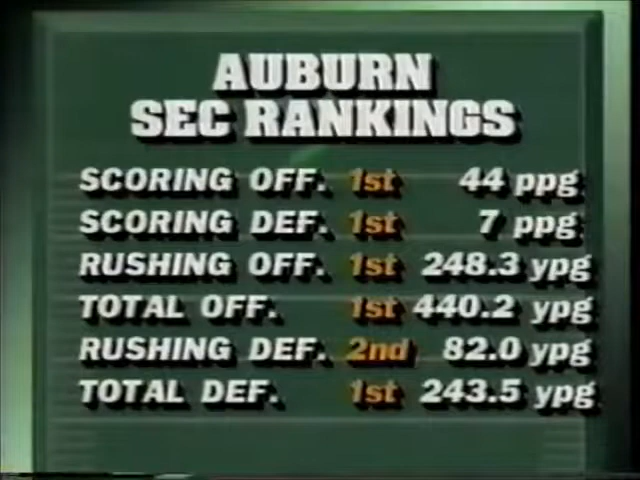 AUBURN
SEC RANKINGS
SCORING OFF. 1st 44 ppg
SCORING DEF. 1st 7 ppg
RUSHING OFF. 1st 248.3 ypg
TOTAL OFF. 1st 440.2 ypg
RUSHING DEF. 2nd 82.0 ypg
TOTAL DEF. 1st 243.5 ypg